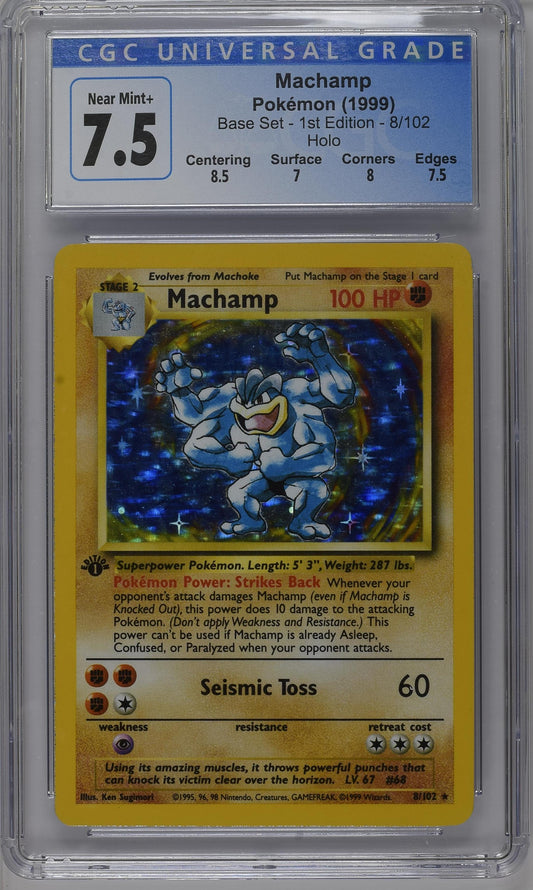 CGC UNIVERSAL GRADE
Near Mint+
7.5
Machamp
Pokémon (1999)
Base Set - 1st Edition - 8/102
Holo
Centering Surface Corners Edges
8.5 7 8 7.5
Evolves from Machoke Put Machamp on the Stage 1 card
STAGE 2
Machamp 100 HP
EDITION
1
Superpower Pokémon. Length: 5' 3", Weight: 287 lbs.
Pokémon Power: Strikes Back Whenever your
opponent's attack damages Machamp (even if Machamp is
Knocked Out), this power does 10 damage to the attacking
Pokémon. (Don't apply Weakness and Resistance.) This
power can't be used if Machamp is already Asleep,
Confused, or Paralyzed when your opponent attacks.
Seismic Toss 60
weakness resistance retreat cost
Using its amazing muscles, it throws powerful punches that
can knock its victim clear over the horizon. LV. 67 #68
Illus. Ken Sugimori ©1995, 96, 98 Nintendo, Creatures, GAMEFREAK. ©1999 Wizards. 8/102 ★